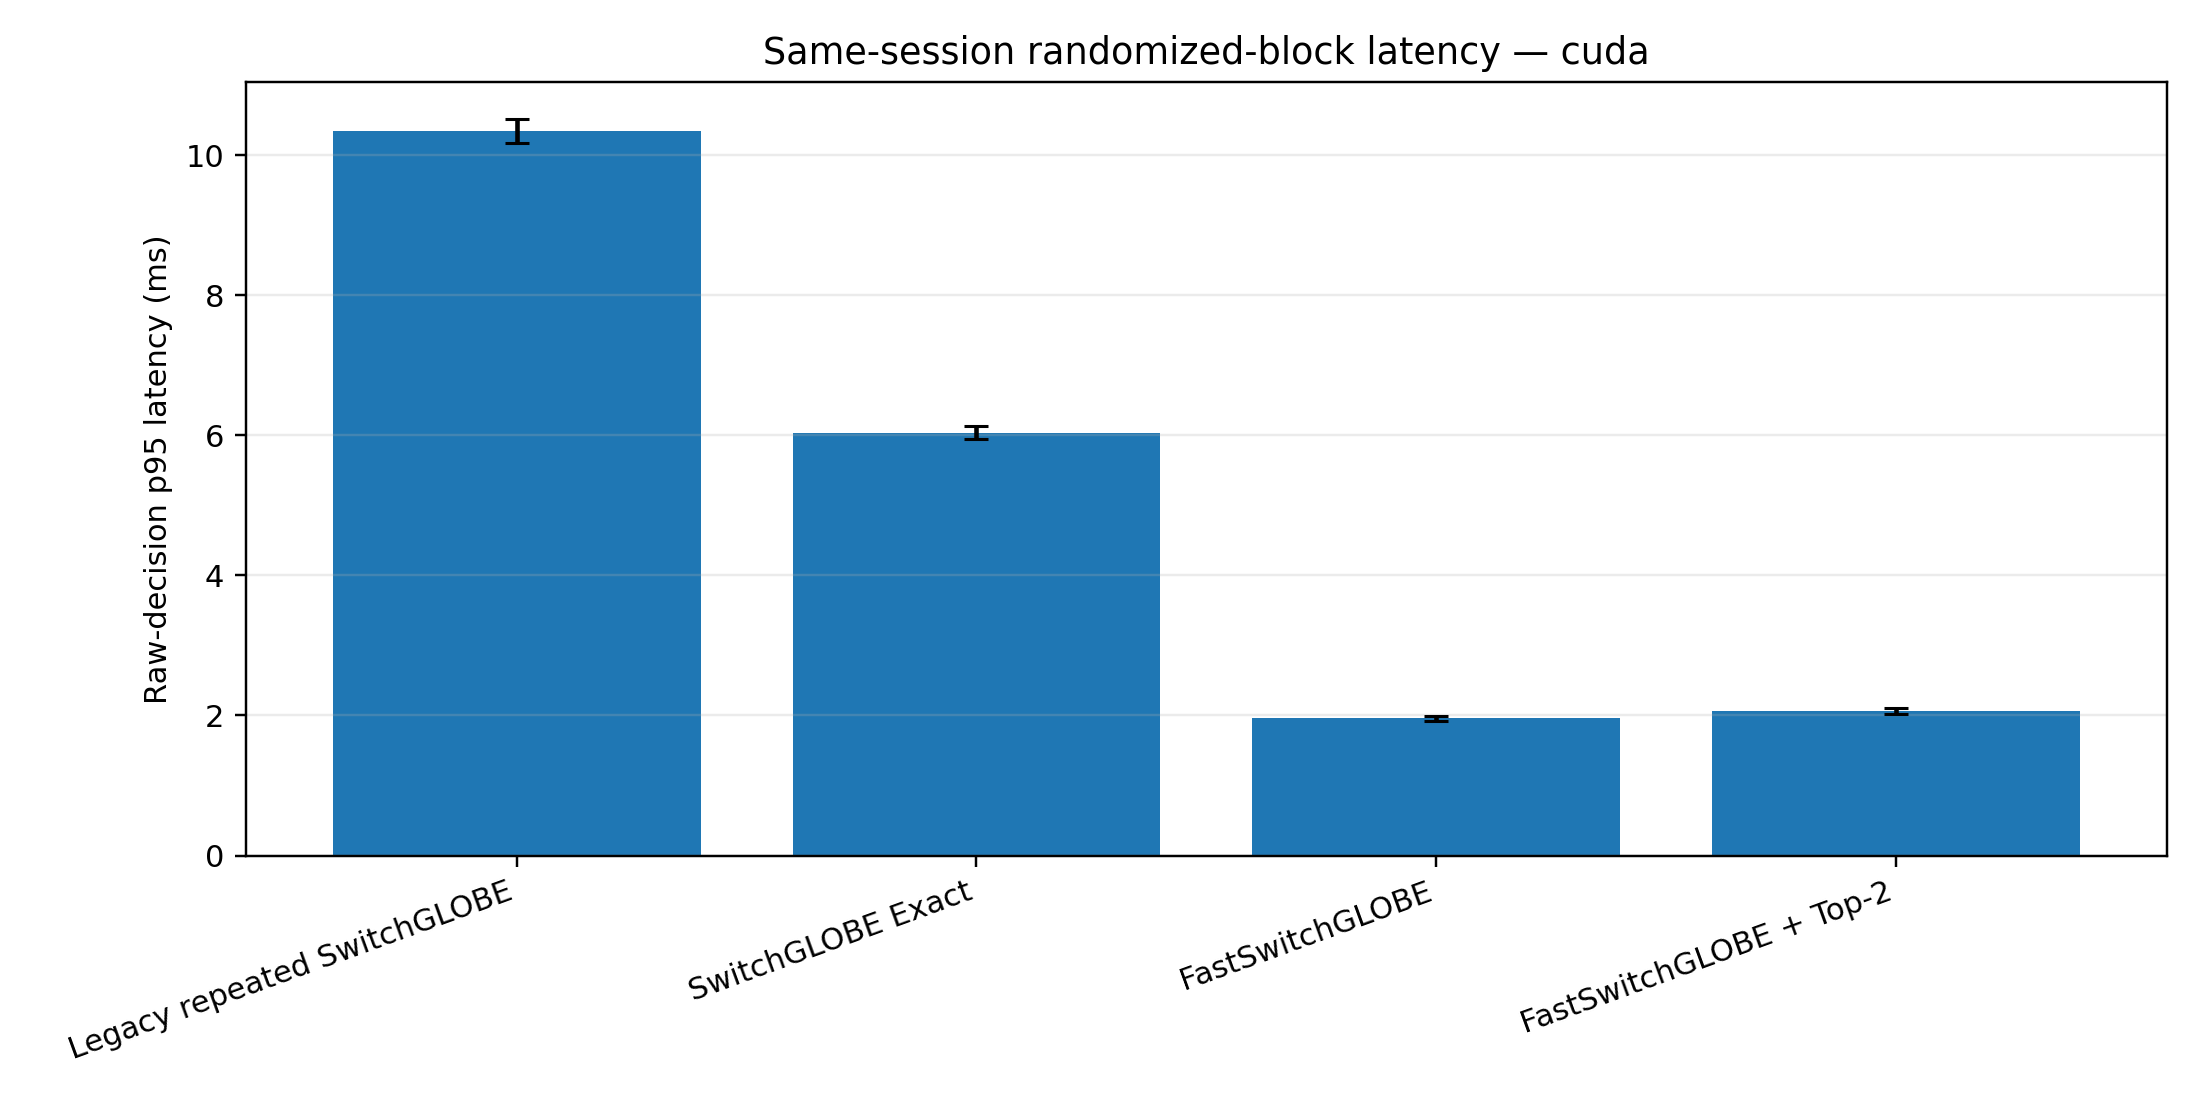 Same-session randomized-block latency — cuda
Raw-decision p95 latency (ms)
10
8
6
4
2
0
Legacy repeated SwitchGLOBE
SwitchGLOBE Exact
FastSwitchGLOBE
FastSwitchGLOBE + Top-2